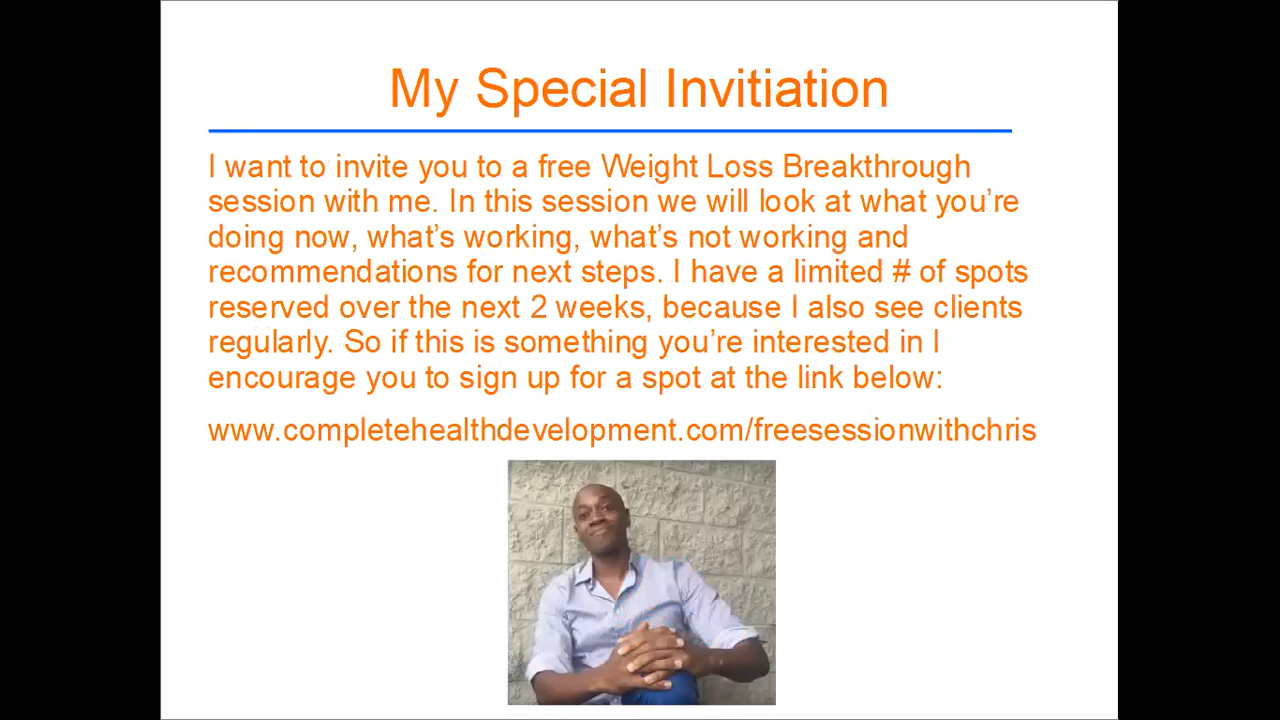 My Special Invitiation
I want to invite you to a free Weight Loss Breakthrough
session with me. In this session we will look at what you’re
doing now, what’s working, what’s not working and
recommendations for next steps. I have a limited # of spots
reserved over the next 2 weeks, because I also see clients
regularly. So if this is something you’re interested in I
encourage you to sign up for a spot at the link below:
www.completehealthdevelopment.com/freesessionwithchris